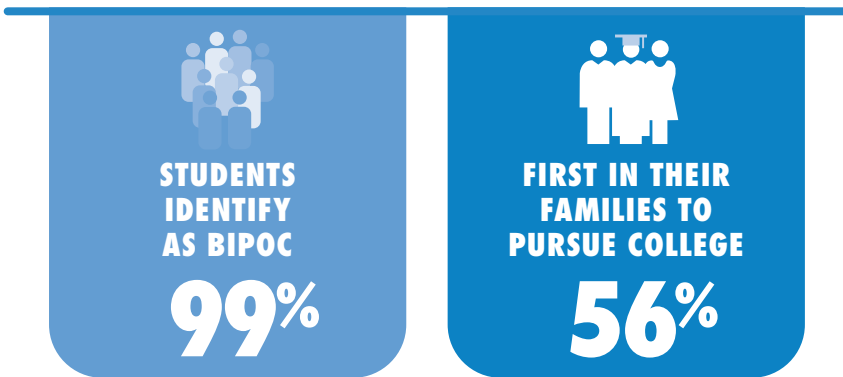 STUDENTS
IDENTIFY
AS BIPOC
99%
FIRST IN THEIR
FAMILIES TO
PURSUE COLLEGE
56%